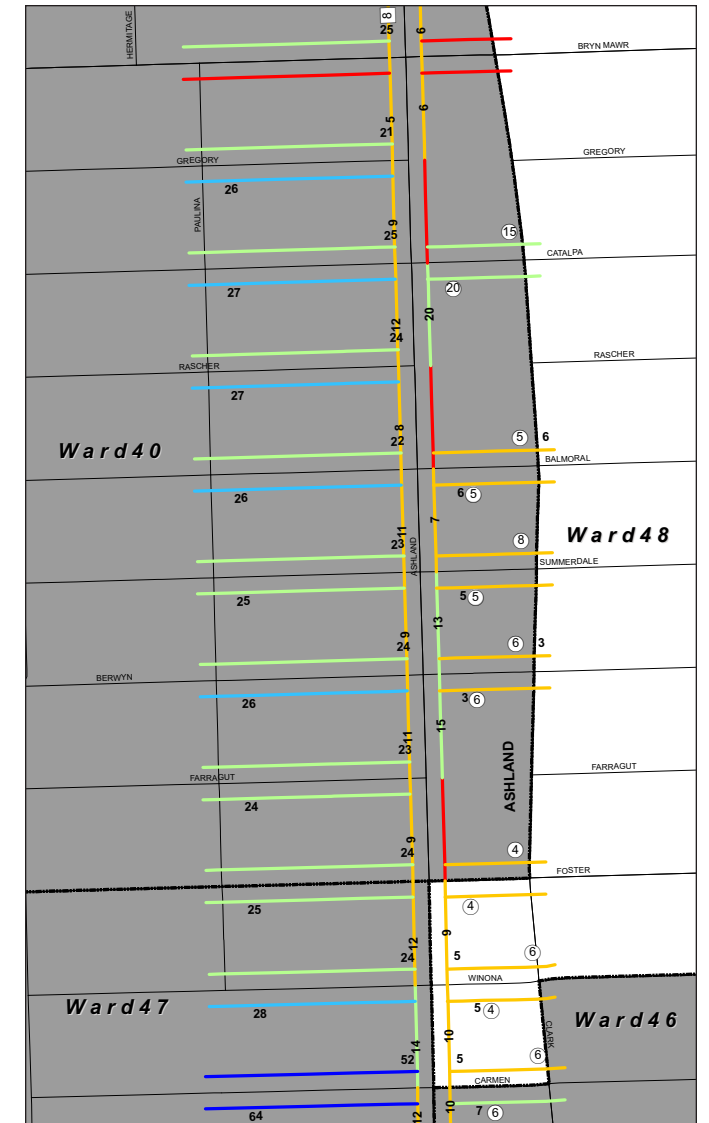 8
HERMITAGE
25
6
BRYN MAWR
6
5
21
GREGORY
GREGORY
26
PAULINA
9
25
15
CATALPA
27
20
20
12
24
RASCHER
RASCHER
27
8
22
5
6
Ward40
BALMORAL
26
6
5
7
11
23
ASHLAND
8
Ward48
SUMMERDALE
25
5
5
13
9
24
6
3
BERWYN
26
3
6
15
11
23
ASHLAND
FARRAGUT
FARRAGUT
24
9
24
4
FOSTER
25
4
9
12
24
5
6
WINONA
Ward47
28
5
4
Ward46
CLARK
10
14
52
5
6
CARMEN
64
12
10
7
6